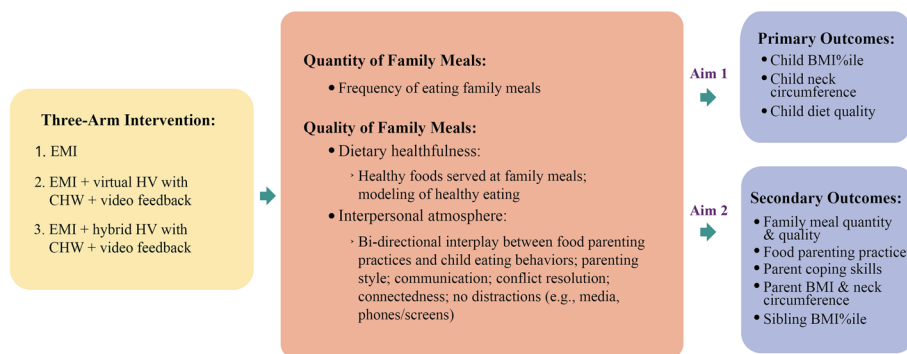 Three-Arm Intervention:
1. EMI
2. EMI + virtual HV with
CHW + video feedback
3. EMI + hybrid HV with
CHW + video feedback
Quantity of Family Meals:
• Frequency of eating family meals
Quality of Family Meals:
• Dietary healthfulness:
› Healthy foods served at family meals;
modeling of healthy eating
• Interpersonal atmosphere:
› Bi-directional interplay between food parenting
practices and child eating behaviors; parenting
style; communication; conflict resolution;
connectedness; no distractions (e.g., media,
phones/screens)
Aim 1
Aim 2
Primary Outcomes:
• Child BMI%ile
• Child neck
circumference
• Child diet quality
Secondary Outcomes:
• Family meal quantity
& quality
• Food parenting practice
• Parent coping skills
• Parent BMI & neck
circumference
• Sibling BMI%ile